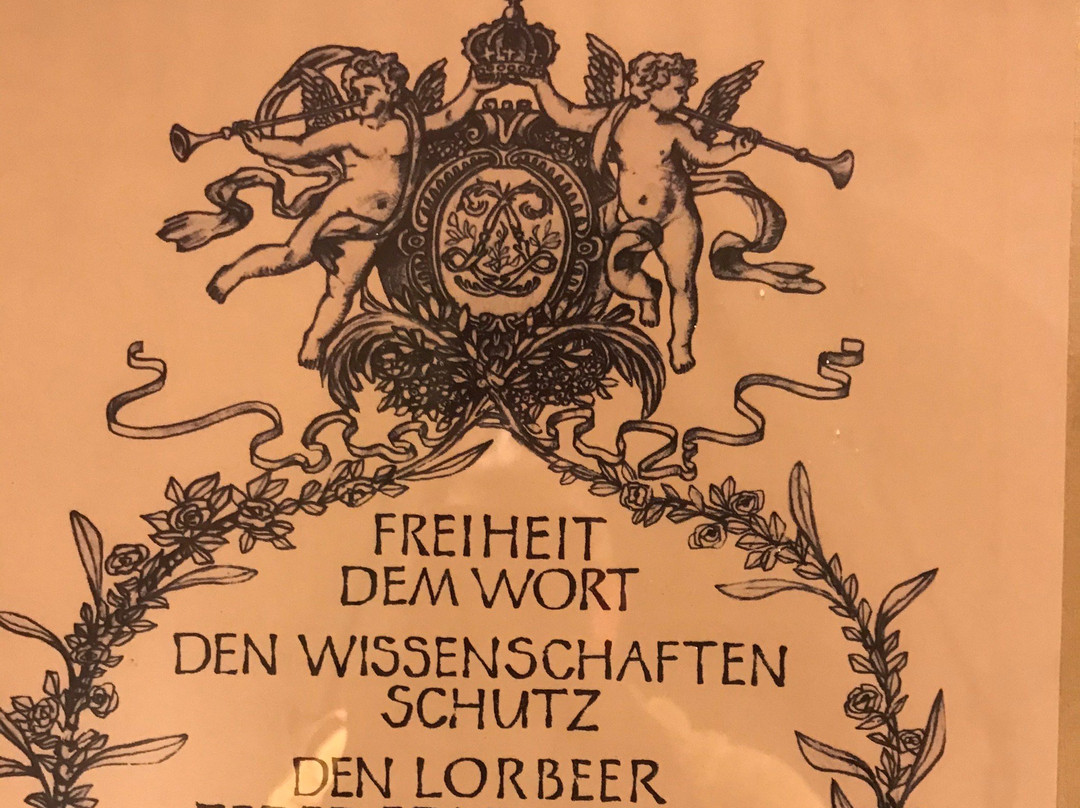 FREIHEIT
DEM WORT
DEN WISSENSCHAFTEN
SCHUTZ
DEN LORBEER